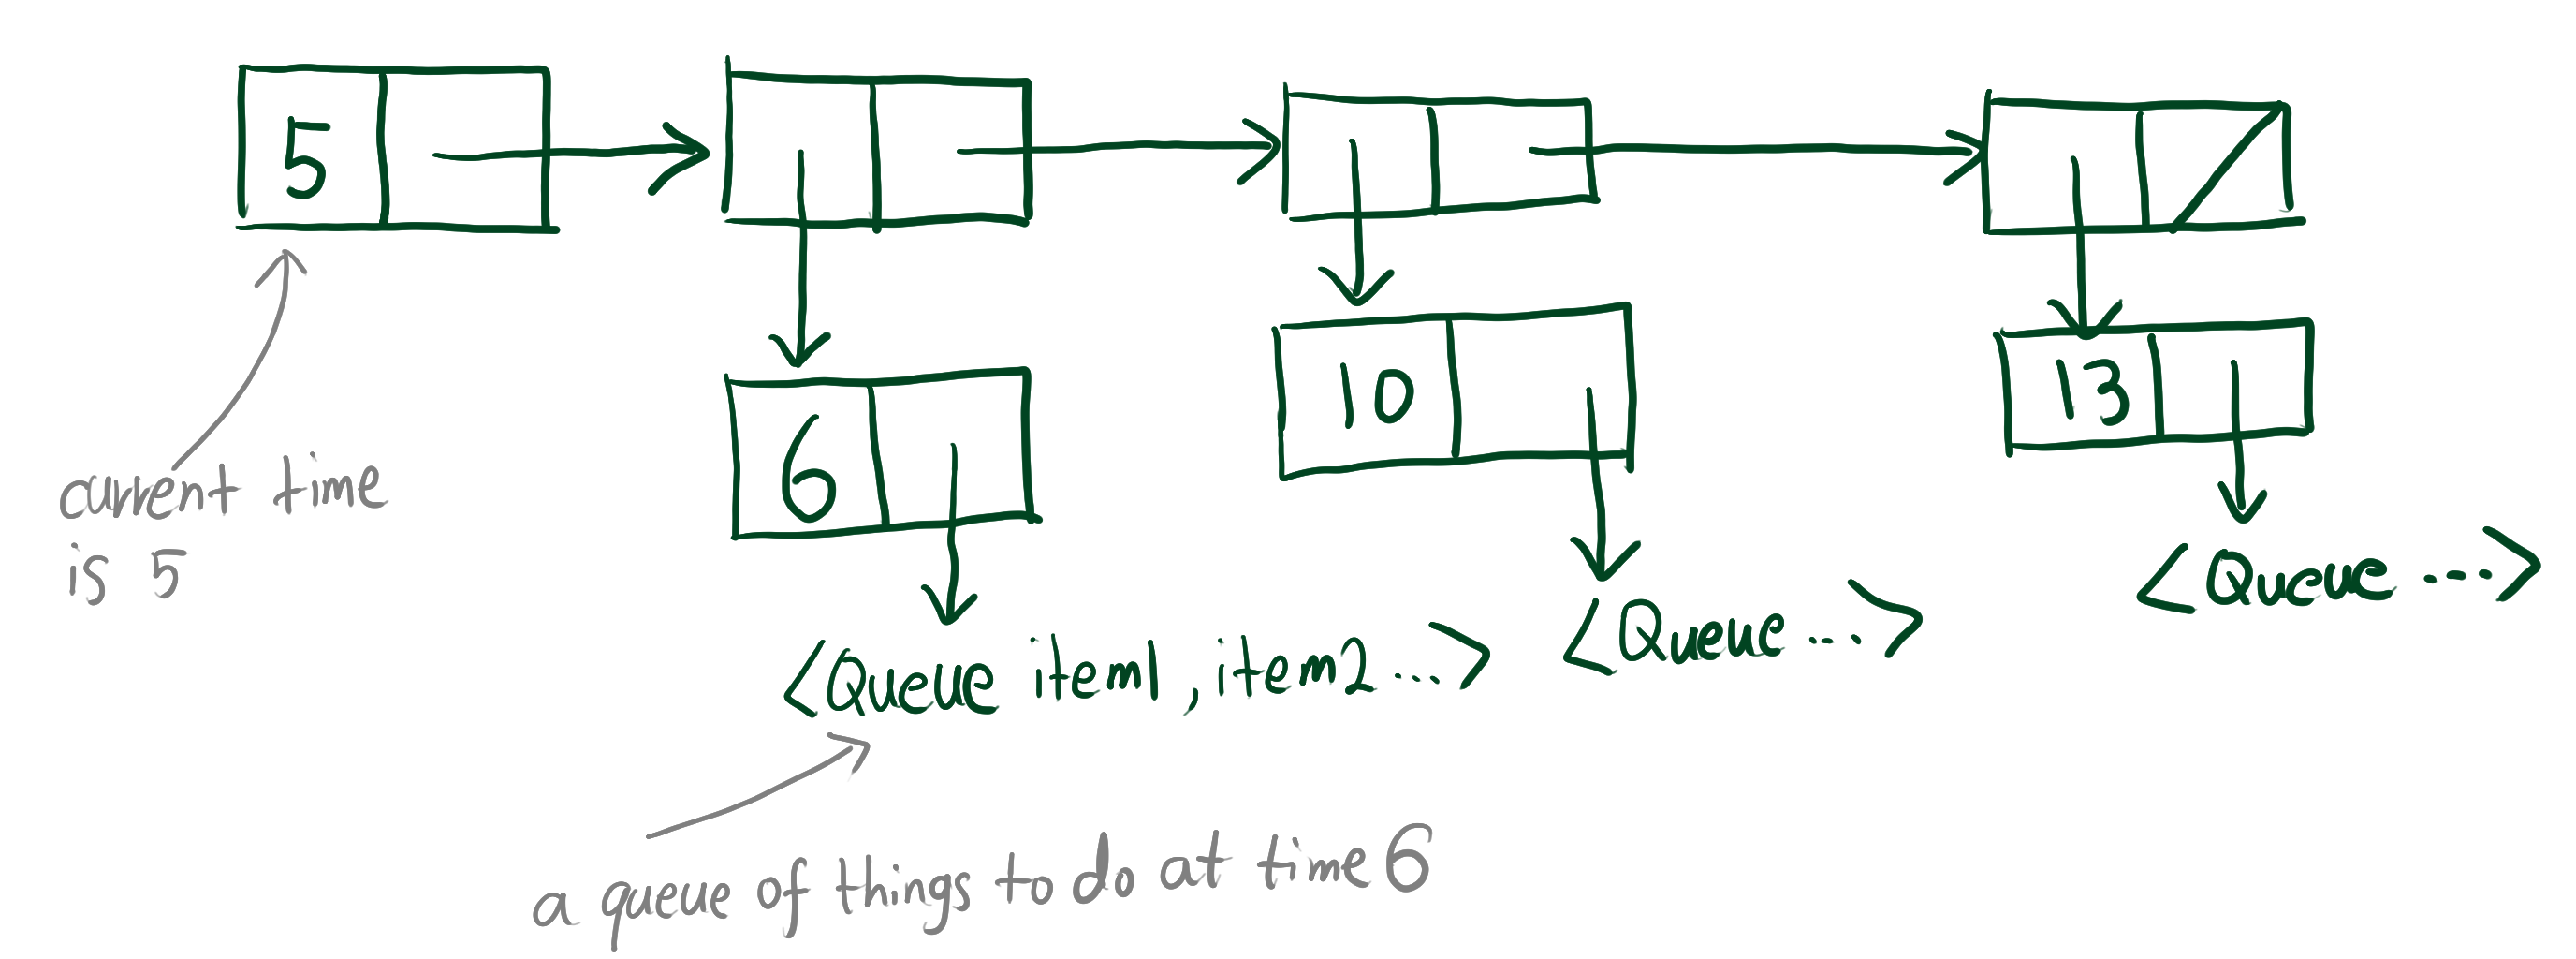 5
6
10
13
current time
is 5
<Queue item1, item2...>
<Queue...>
<Queue...>
a queue of things to do at time 6